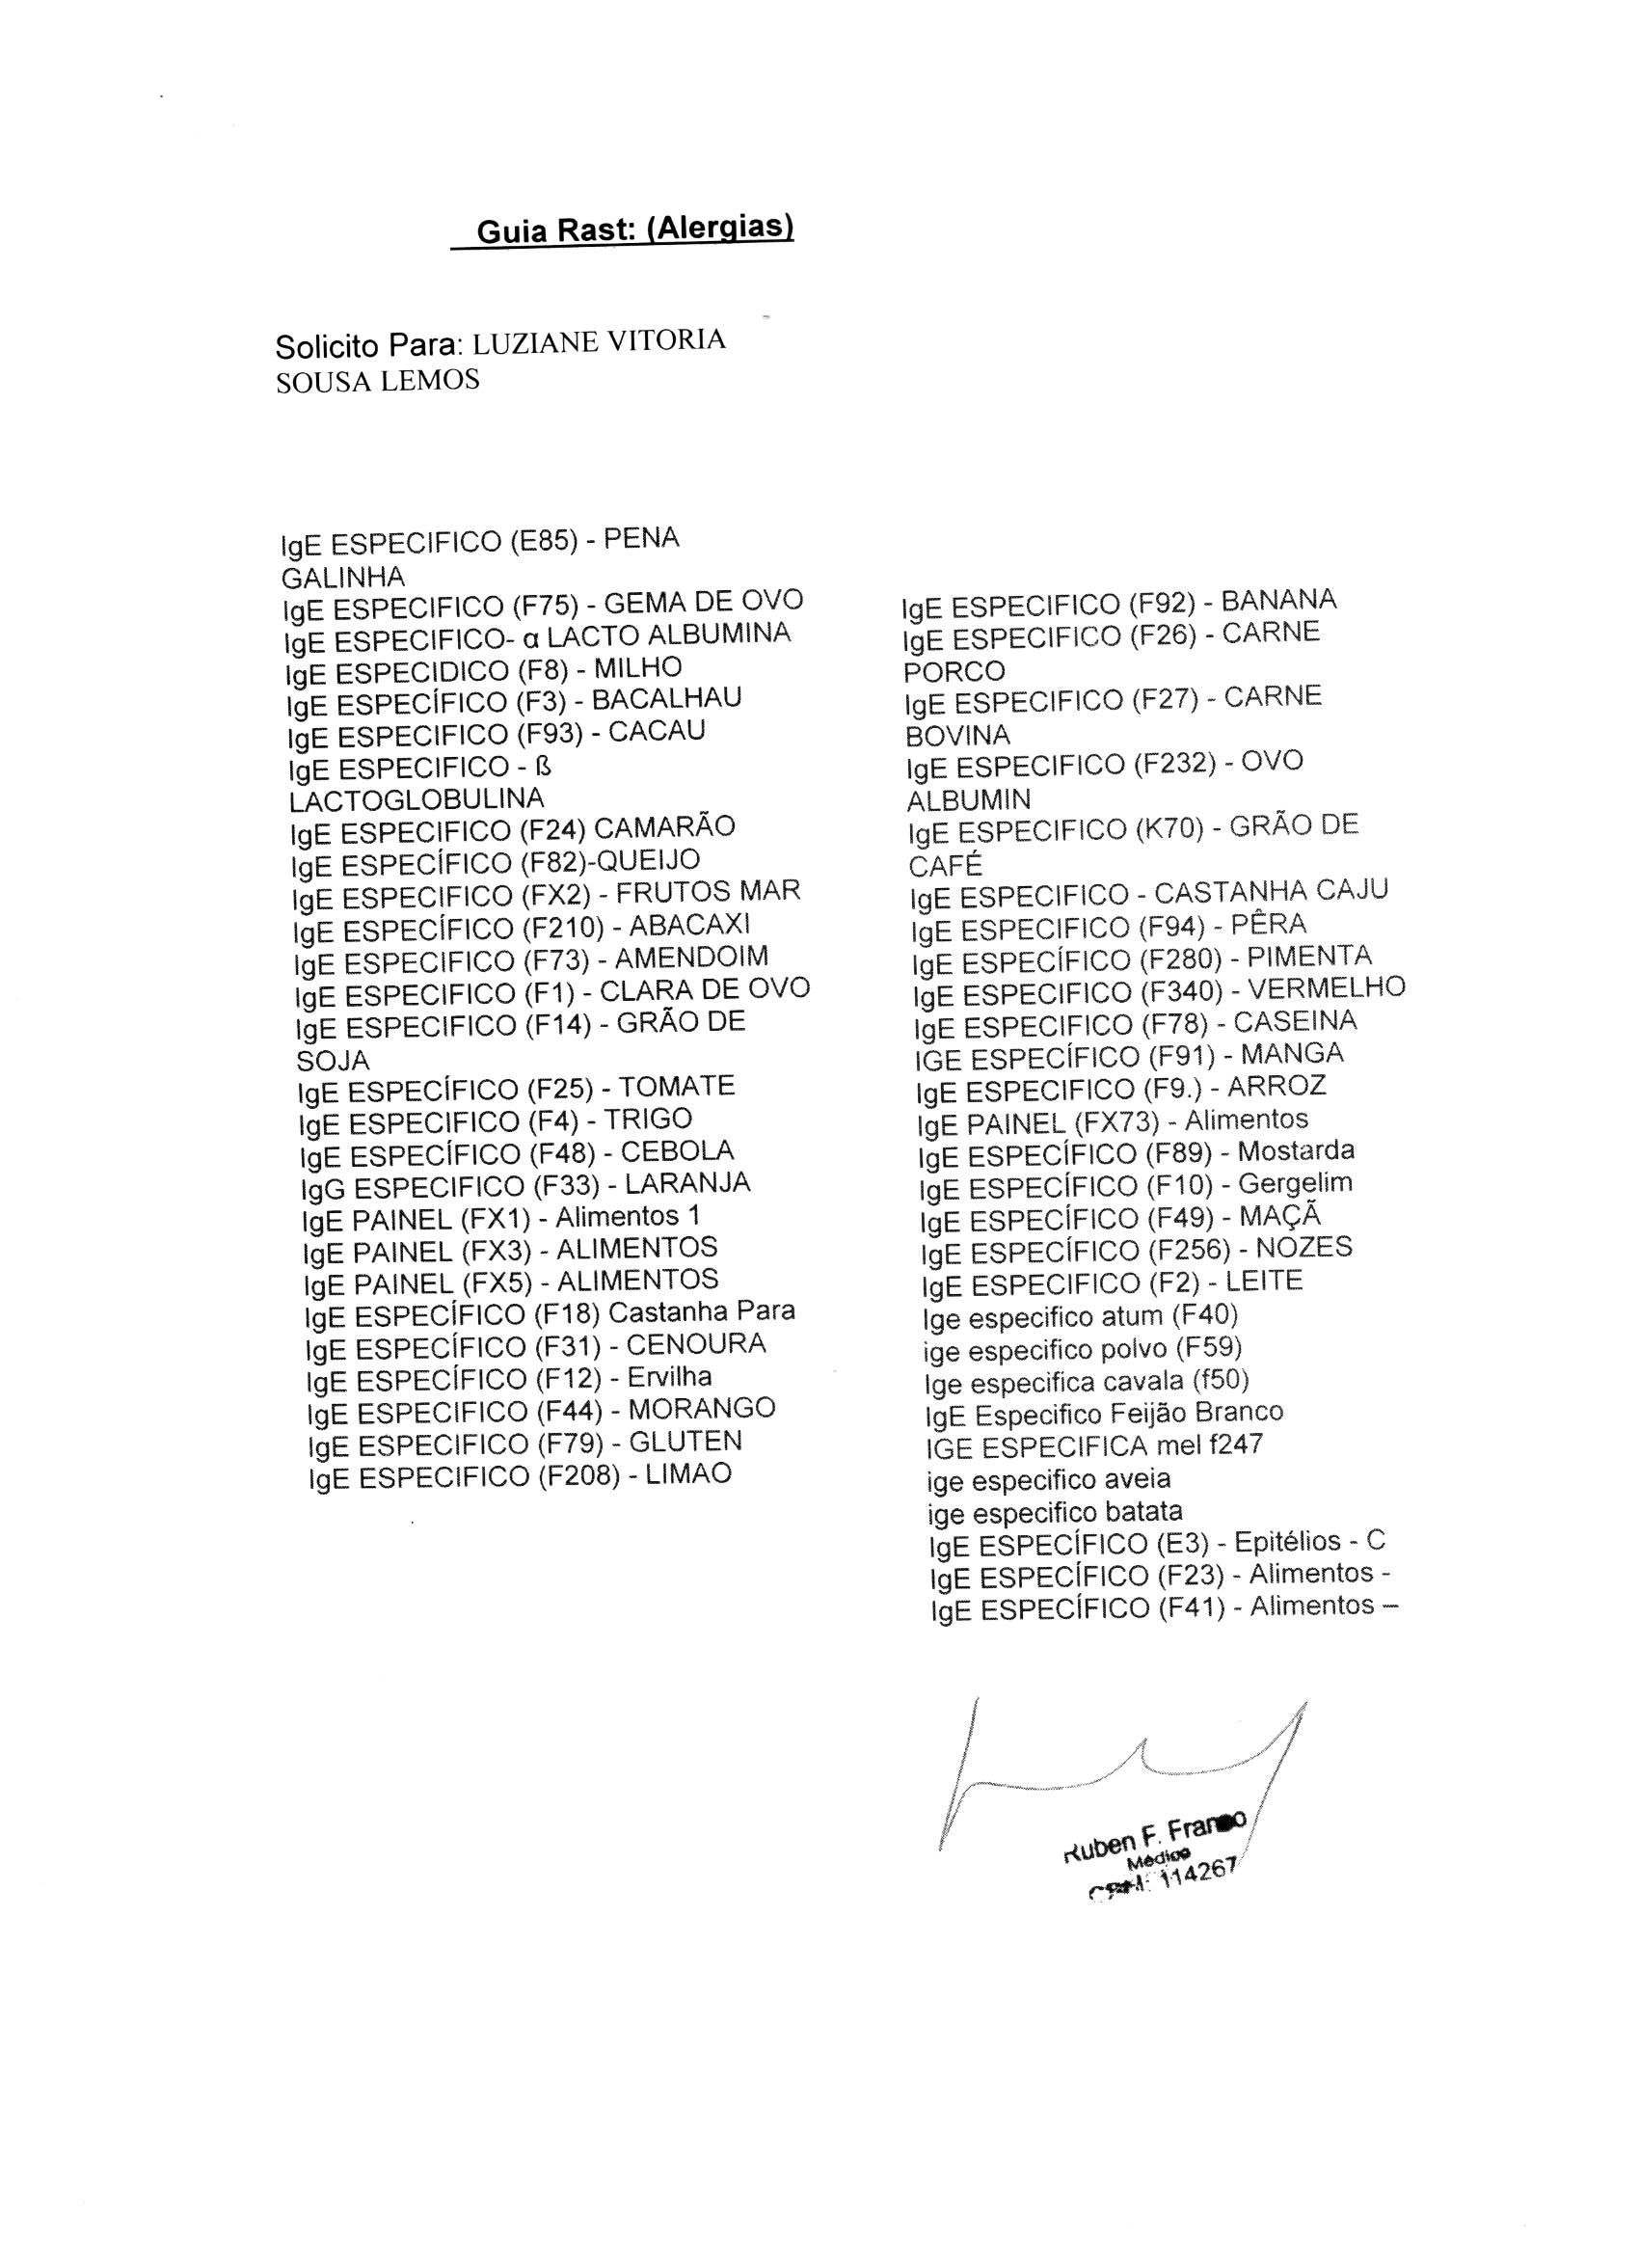 Guia Rast: (Alergias)
Solicito Para: LUZIANE VITORIA
SOUSA LEMOS
IgE ESPECIFICO (E85) - PENA
GALINHA
IgE ESPECIFICO (F75) - GEMA DE OVO
IgE ESPECIFICO- α LACTO ALBUMINA
IgE ESPECIDICO (F8) - MILHO
IgE ESPECÍFICO (F3) - BACALHAU
IgE ESPECIFICO (F93) - CACAU
IgE ESPECIFICO - ß
LACTOGLOBULINA
IgE ESPECIFICO (F24) CAMARÃO
IgE ESPECÍFICO (F82)-QUEIJO
IgE ESPECIFICO (FX2) - FRUTOS MAR
IgE ESPECÍFICO (F210) - ABACAXI
IgE ESPECIFICO (F73) - AMENDOIM
IgE ESPECIFICO (F1) - CLARA DE OVO
IgE ESPECIFICO (F14) - GRÃO DE
SOJA
IgE ESPECÍFICO (F25) - TOMATE
IgE ESPECIFICO (F4) - TRIGO
IgE ESPECÍFICO (F48) - CEBOLA
IgG ESPECIFICO (F33) - LARANJA
IgE PAINEL (FX1) - Alimentos 1
IgE PAINEL (FX3) - ALIMENTOS
IgE PAINEL (FX5) - ALIMENTOS
IgE ESPECÍFICO (F18) Castanha Para
IgE ESPECÍFICO (F31) - CENOURA
IgE ESPECÍFICO (F12) - Ervilha
IgE ESPECIFICO (F44) - MORANGO
IgE ESPECIFICO (F79) - GLUTEN
IgE ESPECIFICO (F208) - LIMAO
IgE ESPECIFICO (F92) - BANANA
IgE ESPECIFICO (F26) - CARNE
PORCO
IgE ESPECIFICO (F27) - CARNE
BOVINA
IgE ESPECIFICO (F232) - OVO
ALBUMIN
IgE ESPECIFICO (K70) - GRÃO DE
CAFÉ
IgE ESPECIFICO - CASTANHA CAJU
IgE ESPECIFICO (F94) - PÊRA
IgE ESPECÍFICO (F280) - PIMENTA
IgE ESPECIFICO (F340) - VERMELHO
IgE ESPECIFICO (F78) - CASEINA
IGE ESPECÍFICO (F91) - MANGA
IgE ESPECIFICO (F9.) - ARROZ
IgE PAINEL (FX73) - Alimentos
IgE ESPECÍFICO (F89) - Mostarda
IgE ESPECÍFICO (F10) - Gergelim
IgE ESPECÍFICO (F49) - MAÇÃ
IgE ESPECÍFICO (F256) - NOZES
IgE ESPECIFICO (F2) - LEITE
Ige especifico atum (F40)
ige especifico polvo (F59)
Ige especifica cavala (f50)
IgE Especifico Feijão Branco
IGE ESPECIFICA mel f247
ige especifico aveia
ige especifico batata
IgE ESPECÍFICO (E3) - Epitélios - C
IgE ESPECÍFICO (F23) - Alimentos -
IgE ESPECÍFICO (F41) - Alimentos –
Ruben F. Franco
Médico
CRM: 114267